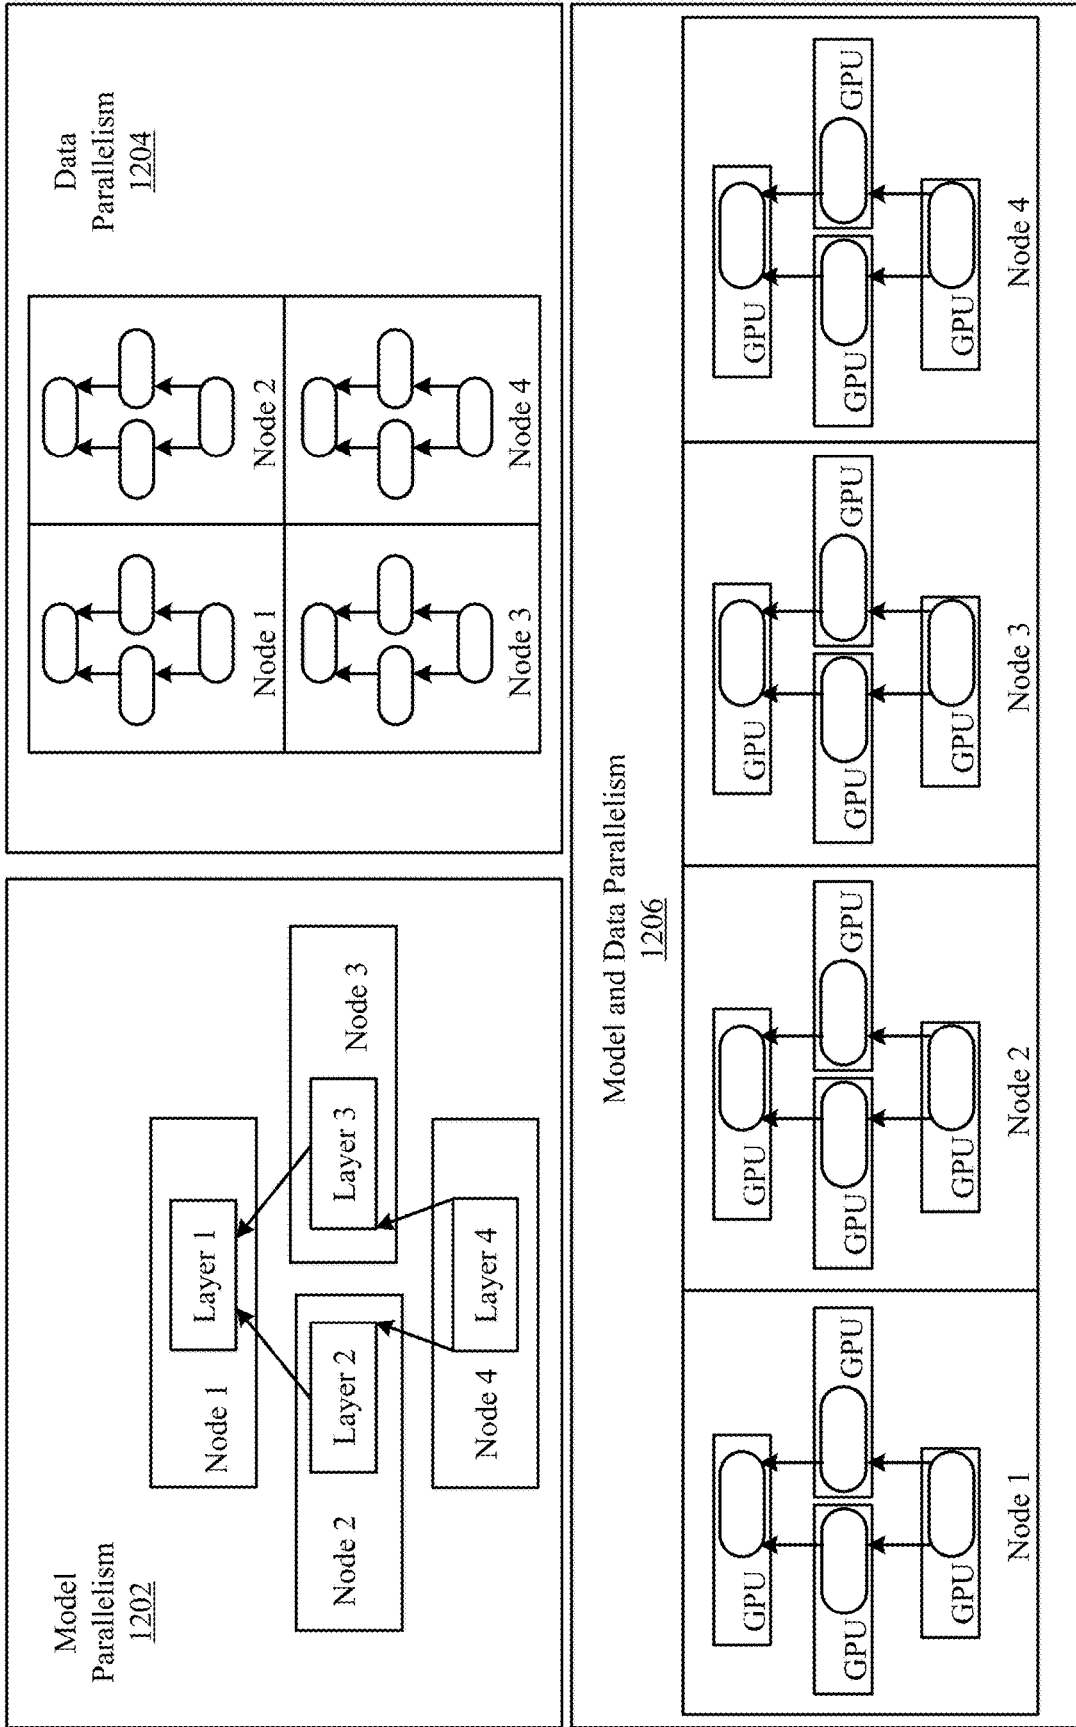 Model
Parallelism
1202
Node 1
Layer 1
Node 2
Layer 2
Layer 3
Node 3
Node 4
Layer 4
Data
Parallelism
1204
Node 1
Node 2
Node 3
Node 4
Model and Data Parallelism
1206
GPU
GPU
GPU
GPU
Node 1
GPU
GPU
GPU
GPU
Node 2
GPU
GPU
GPU
GPU
Node 3
GPU
GPU
GPU
GPU
Node 4